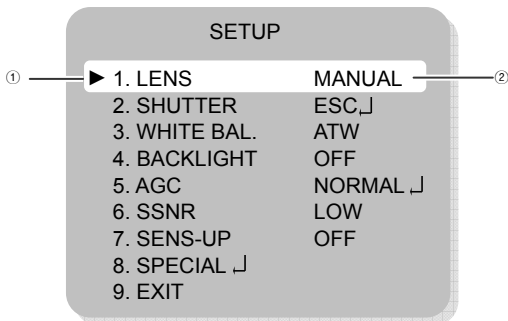 SETUP
① ▶ 1. LENS MANUAL ②
2. SHUTTER ESC↵
3. WHITE BAL. ATW
4. BACKLIGHT OFF
5. AGC NORMAL ↵
6. SSNR LOW
7. SENS-UP OFF
8. SPECIAL ↵
9. EXIT